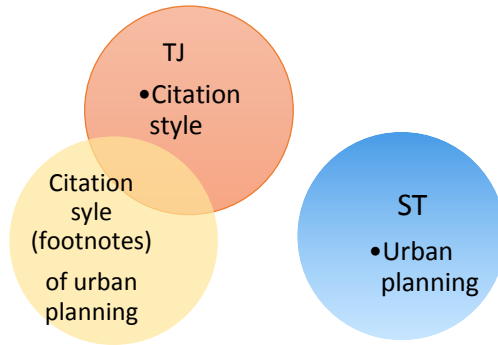 TJ
•Citation
style
Citation
syle
(footnotes)
of urban
planning
ST
•Urban
planning